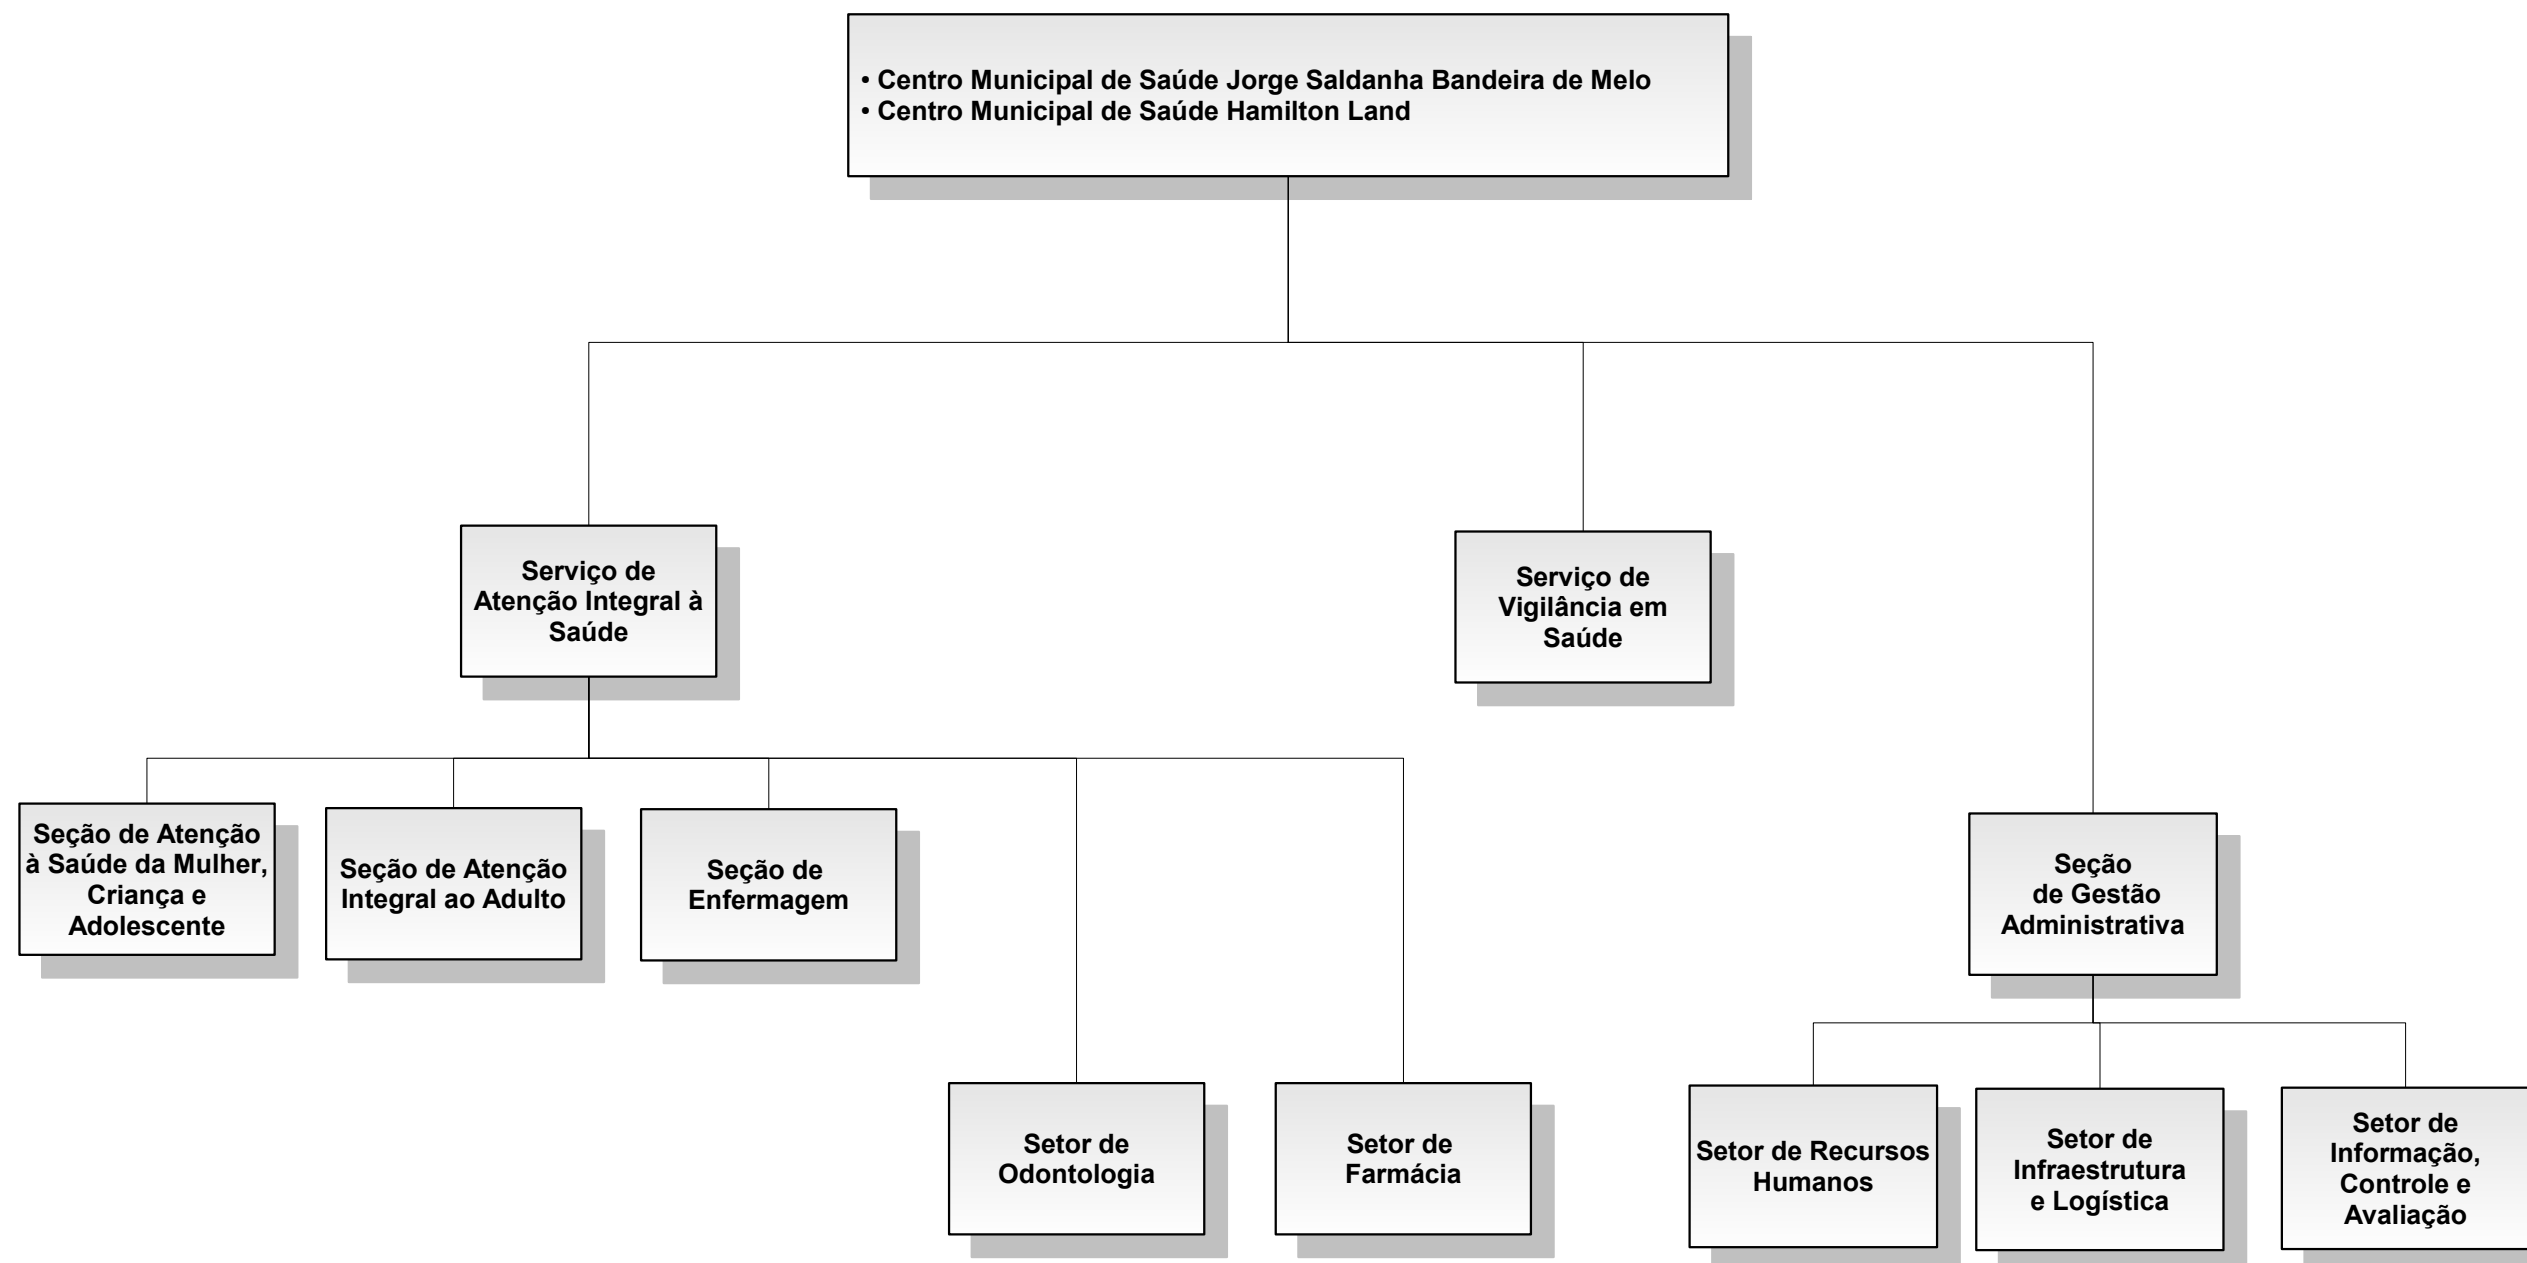 • Centro Municipal de Saúde Jorge Saldanha Bandeira de Melo
• Centro Municipal de Saúde Hamilton Land
Serviço de
Atenção Integral à
Saúde
Serviço de
Vigilância em
Saúde
Seção de Atenção
à Saúde da Mulher,
Criança e
Adolescente
Seção de Atenção
Integral ao Adulto
Seção de
Enfermagem
Seção
de Gestão
Administrativa
Setor de
Odontologia
Setor de
Farmácia
Setor de Recursos
Humanos
Setor de
Infraestrutura
e Logística
Setor de
Informação,
Controle e
Avaliação